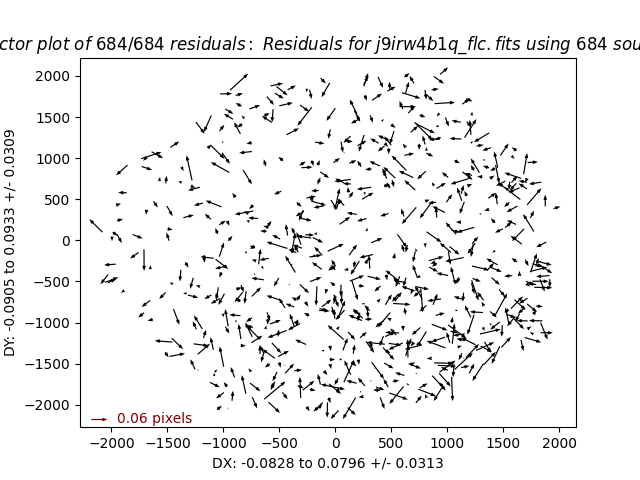 ctor plot of 684/684 residuals: Residuals for j9irw4b1q_flc.fits using 684 sou
2000
1500
1000
500
0
−500
−1000
−1500
−2000
DY: -0.0905 to 0.0933 +/- 0.0309
0.06 pixels
−2000 −1500 −1000 −500 0 500 1000 1500 2000
DX: -0.0828 to 0.0796 +/- 0.0313